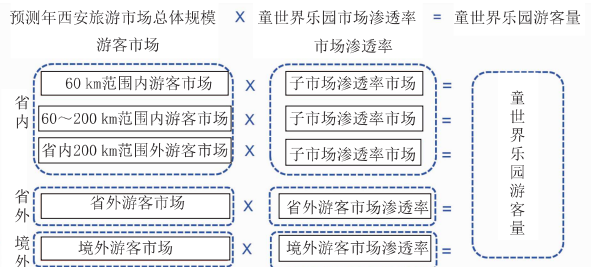 预测年西安旅游市场总体规模 X 童世界乐园市场渗透率 = 童世界乐园游客量
游客市场 市场渗透率
省内
60 km范围内游客市场 X 子市场渗透率市场 =
60～200 km范围内游客市场 X 子市场渗透率市场 =
省内200 km范围外游客市场 X 子市场渗透率市场 =
童世界乐园游客量
省外
省外游客市场 X 省外游客市场渗透率 =
境外
境外游客市场 X 境外游客市场渗透率 =